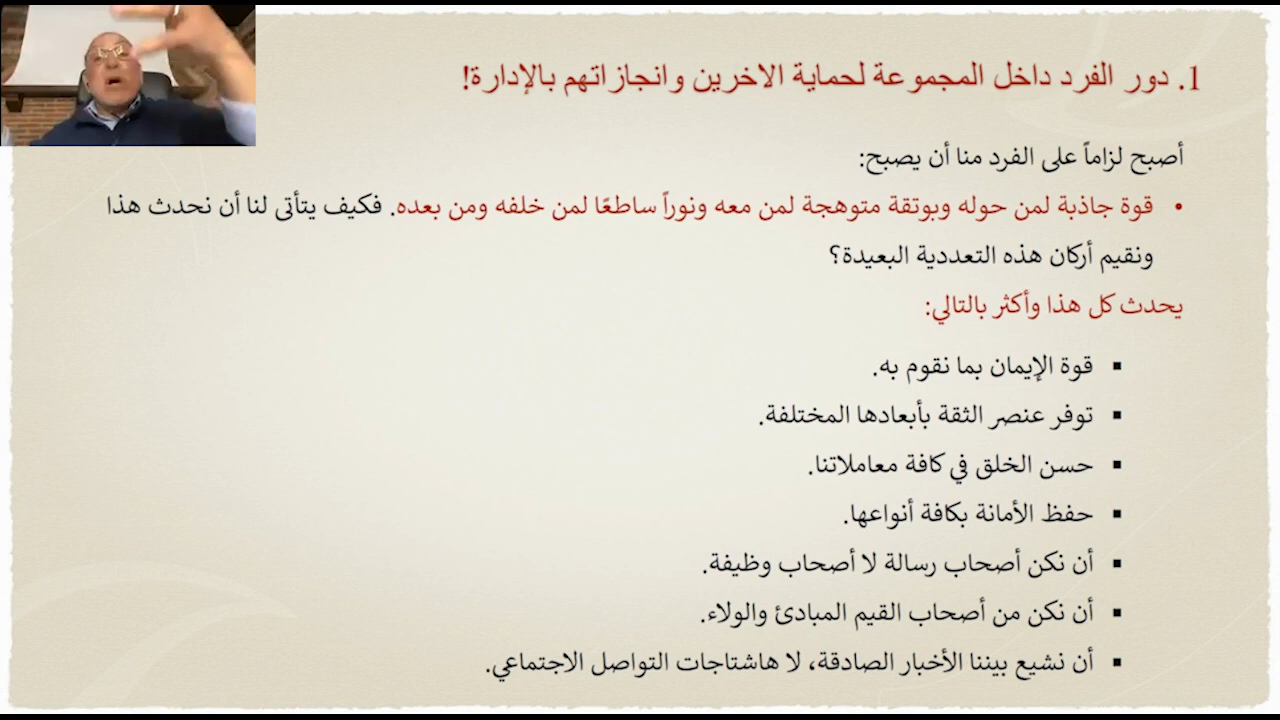 1. دور الفرد داخل المجموعة لحماية الاخرين وانجازاتهم بالإدارة!
أصبح لزاماً على الفرد منا أن يصبح:
• قوة جاذبة لمن حوله وبوتقة متوهجة لمن معه ونوراً ساطعًا لمن خلفه ومن بعده. فكيف يتأتى لنا أن نحدث هذا
ونقيم أركان هذه التعددية البعيدة؟
يحدث كل هذا وأكثر بالتالي:
▪ قوة الإيمان بما نقوم به.
▪ توفر عنصر الثقة بأبعادها المختلفة.
▪ حسن الخلق في كافة معاملاتنا.
▪ حفظ الأمانة بكافة أنواعها.
▪ أن نكن أصحاب رسالة لا أصحاب وظيفة.
▪ أن نكن من أصحاب القيم المبادئ والولاء.
▪ أن نشيع بيننا الأخبار الصادقة، لا هاشتاجات التواصل الاجتماعي.